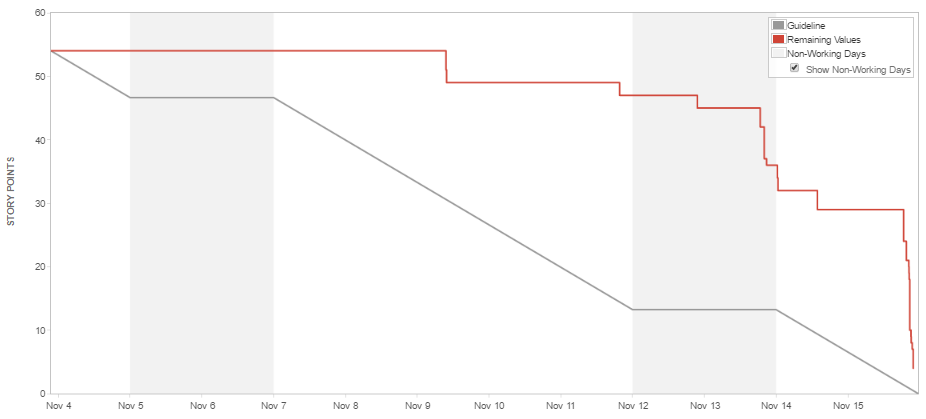 60
50
40
30
20
10
0
STORY POINTS
Guideline
Remaining Values
Non-Working Days
Show Non-Working Days
Nov 4 Nov 5 Nov 6 Nov 7 Nov 8 Nov 9 Nov 10 Nov 11 Nov 12 Nov 13 Nov 14 Nov 15